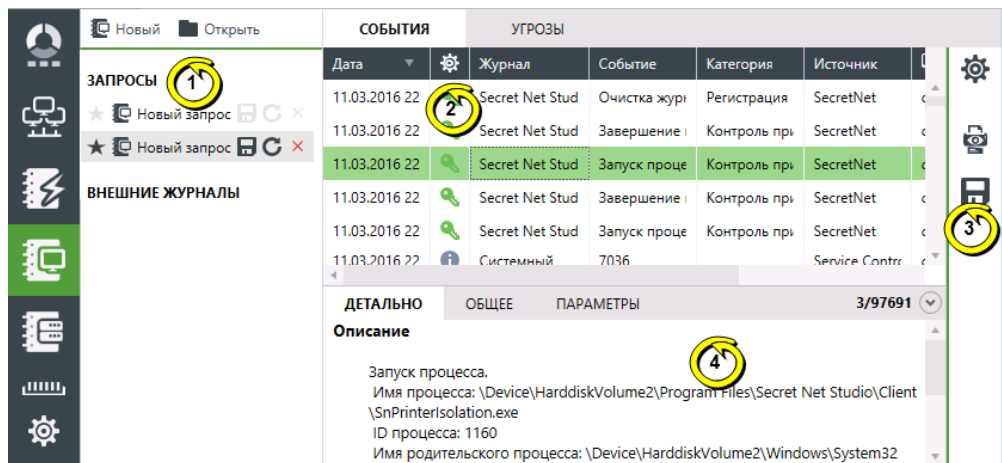 Новый Открыть
СОБЫТИЯ УГРОЗЫ
ЗАПРОСЫ 1
Новый запрос
Новый запрос
ВНЕШНИЕ ЖУРНАЛЫ
Дата Журнал Событие Категория Источник
11.03.2016 22 2 Secret Net Stud Очистка журн Регистрация SecretNet
11.03.2016 22 Secret Net Stud Завершение Контроль при SecretNet
11.03.2016 22 Secret Net Stud Запуск проце Контроль при SecretNet
11.03.2016 22 Secret Net Stud Завершение Контроль при SecretNet
11.03.2016 22 Secret Net Stud Запуск проце Контроль при SecretNet
11.03.2016 22 Системный 7036 Service Contro
3
ДЕТАЛЬНО ОБЩЕЕ ПАРАМЕТРЫ 3/97691
Описание
4
Запуск процесса.
Имя процесса: \Device\HarddiskVolume2\Program Files\Secret Net Studio\Client
\SnPrinterIsolation.exe
ID процесса: 1160
Имя родительского процесса: \Device\HarddiskVolume2\Windows\System32